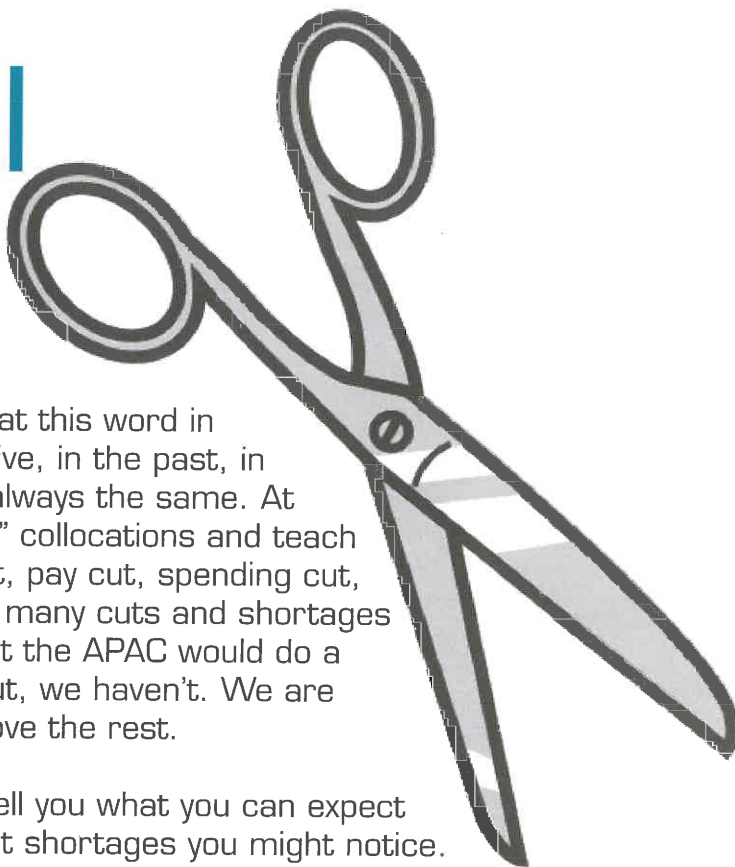 at this word in
ve, in the past, in
always the same. At
" collocations and teach
t, pay cut, spending cut,
many cuts and shortages
t the APAC would do a
ut, we haven't. We are
ove the rest.
ell you what you can expect
t shortages you might notice.